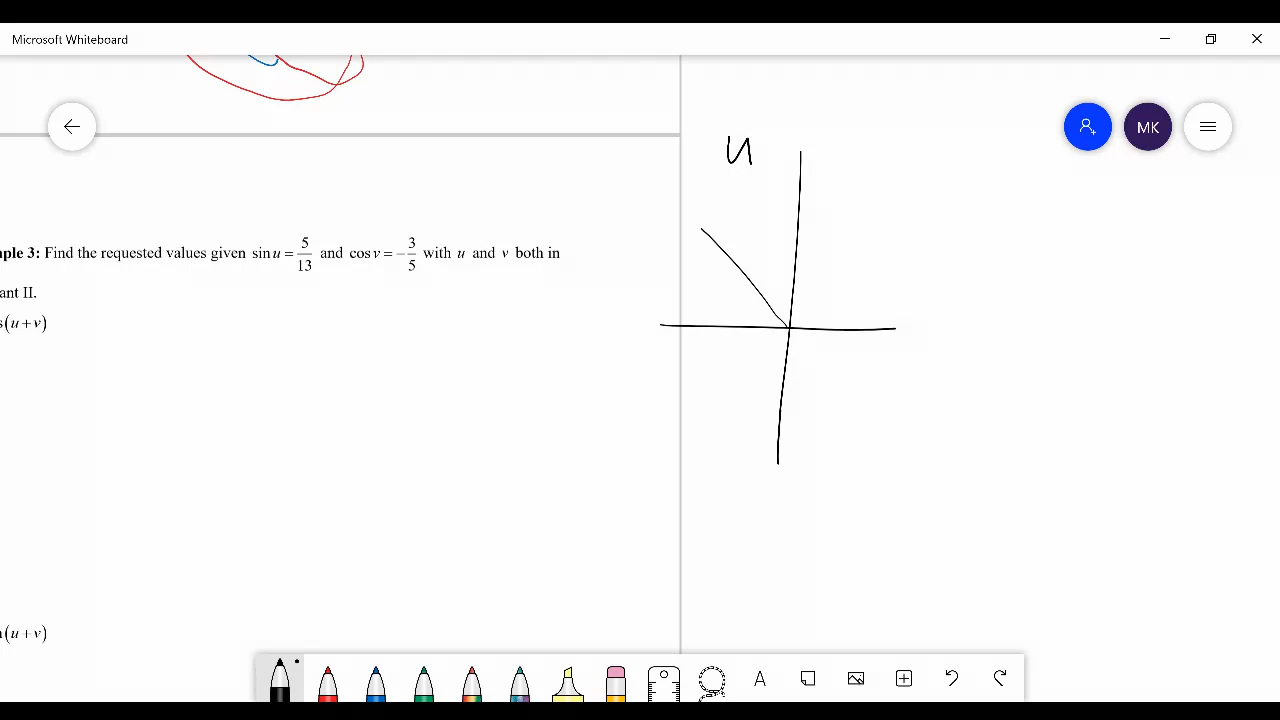 Microsoft Whiteboard
MK
u
ple 3: Find the requested values given sin u = 5/13 and cos v = −3/5 with u and v both in
ant II.
s(u + v)
(u + v)
A